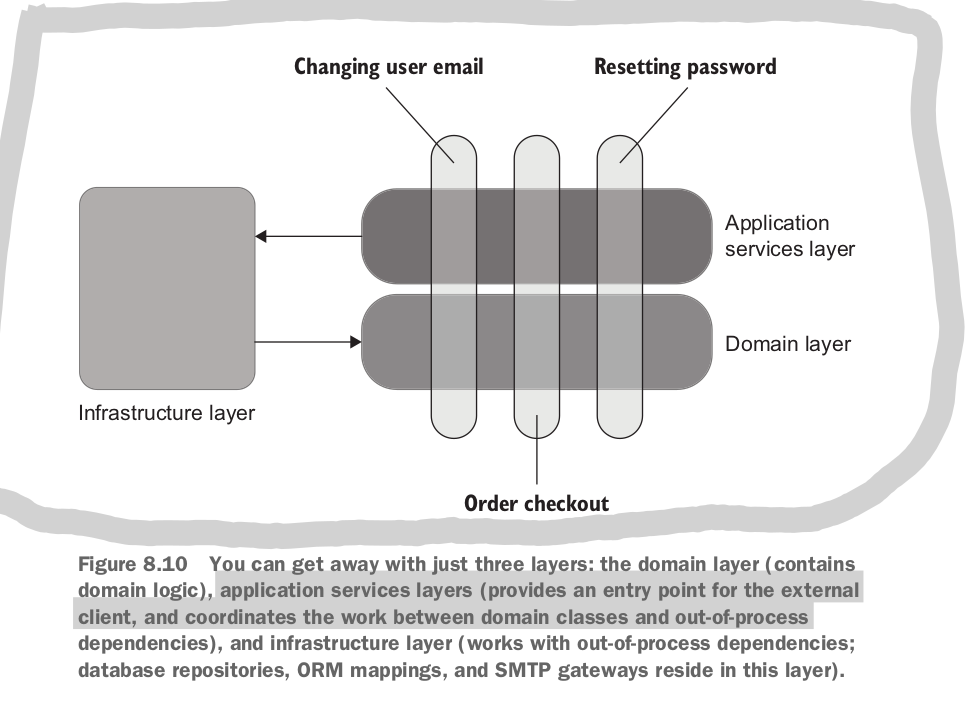 Changing user email
Resetting password
Application
services layer
Domain layer
Infrastructure layer
Order checkout
Figure 8.10 You can get away with just three layers: the domain layer (contains
domain logic), application services layers (provides an entry point for the external
client, and coordinates the work between domain classes and out-of-process
dependencies), and infrastructure layer (works with out-of-process dependencies;
database repositories, ORM mappings, and SMTP gateways reside in this layer).